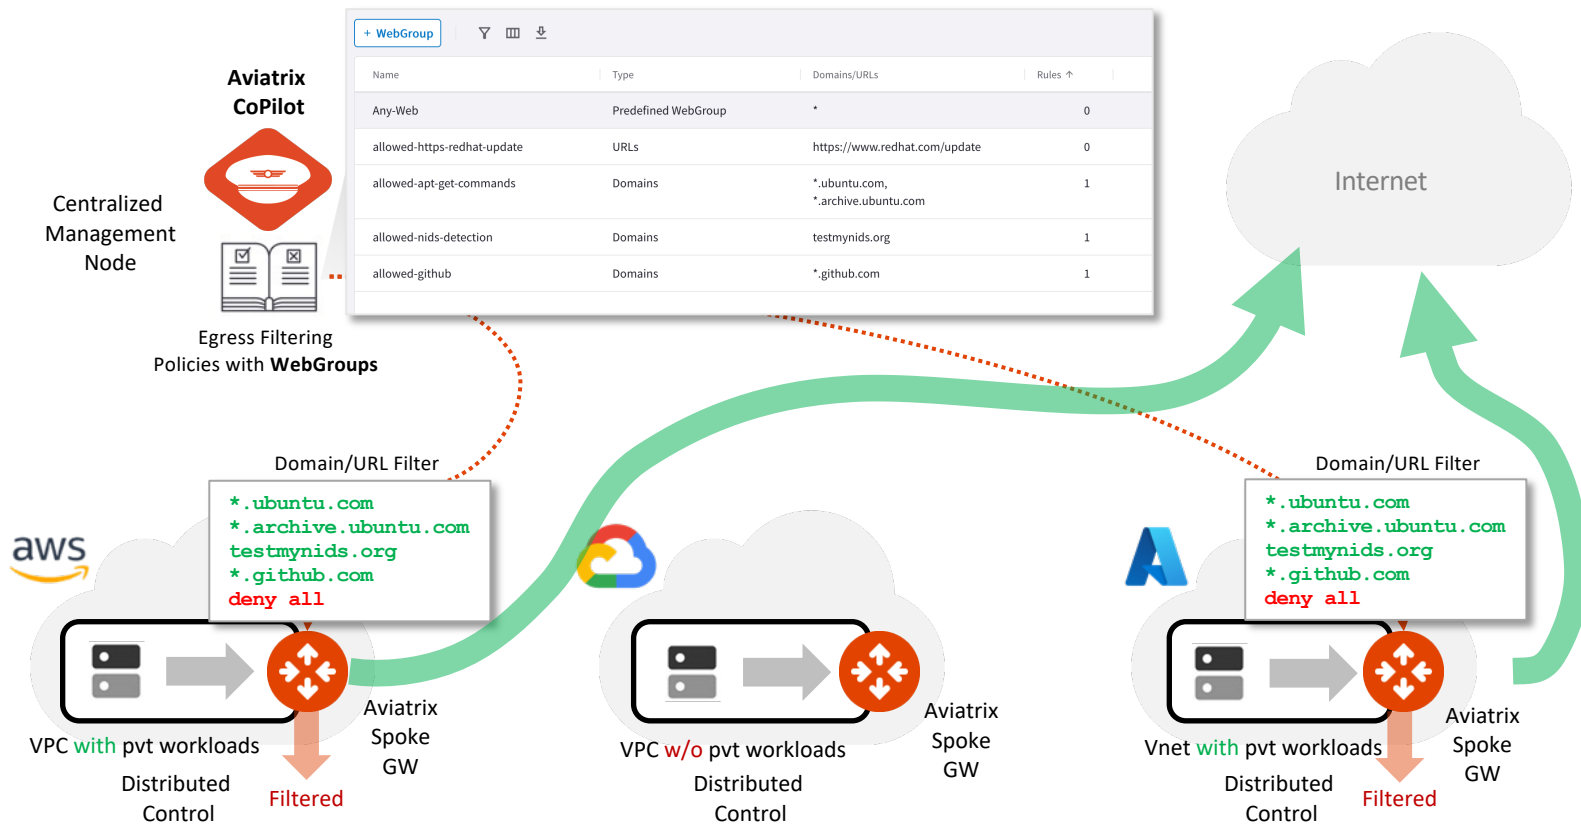 + WebGroup
Name Type Domains/URLs Rules ↑
Any-Web Predefined WebGroup * 0
allowed-https-redhat-update URLs https://www.redhat.com/update 0
allowed-apt-get-commands Domains *.ubuntu.com, 1
*.archive.ubuntu.com
allowed-nids-detection Domains testmynids.org 1
allowed-github Domains *.github.com 1
Aviatrix
CoPilot
Centralized
Management
Node
Egress Filtering
Policies with WebGroups
Internet
Domain/URL Filter
*.ubuntu.com
*.archive.ubuntu.com
testmynids.org
*.github.com
deny all
aws
Aviatrix
Spoke
GW
VPC with pvt workloads
Distributed
Control
Filtered
Aviatrix
Spoke
GW
VPC w/o pvt workloads
Distributed
Control
Domain/URL Filter
*.ubuntu.com
*.archive.ubuntu.com
testmynids.org
*.github.com
deny all
Aviatrix
Spoke
GW
Vnet with pvt workloads
Distributed
Control
Filtered